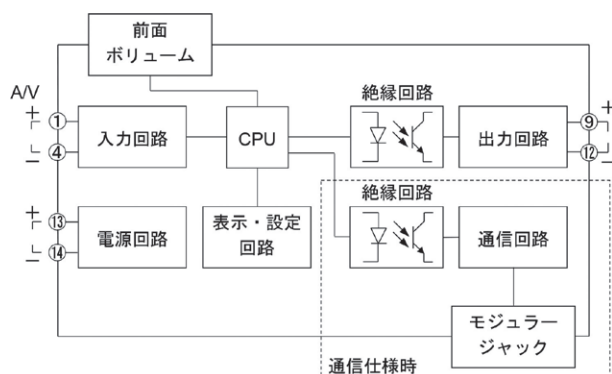 前面
ボリューム
A/V
絶縁回路
+
①
入力回路
CPU
出力回路
⑨
+
−
④
⑫
−
絶縁回路
+
⑬
電源回路
表示・設定
回路
通信回路
−
⑭
モジュラー
ジャック
通信仕様時